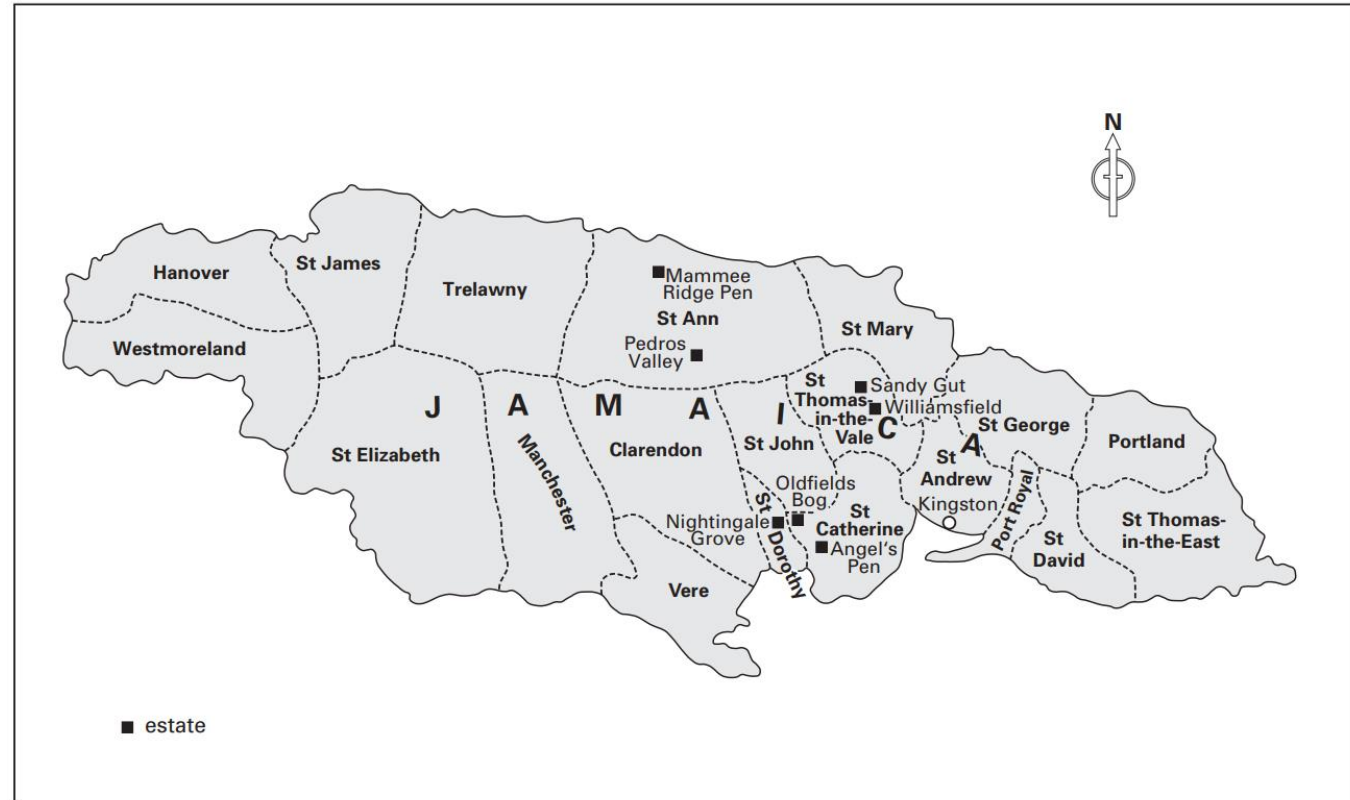 N
Hanover
St James
Trelawny
Mammee
Ridge Pen
St Ann
St Mary
Westmoreland
Pedros
Valley
J A M A I C A
St
Thomas-
in-the-
Vale
Sandy Gut
Williamsfield
St George
Portland
St Elizabeth
Manchester
Clarendon
St John
St
Andrew
Kingston
Port Royal
Oldfields
Bog
St
Catherine
Nightingale
Grove
St Dorothy
Angel's
Pen
St
David
St Thomas-
in-the-East
Vere
estate